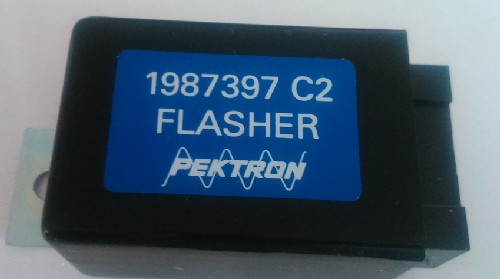 1987397 C2
FLASHER
PEKTRON